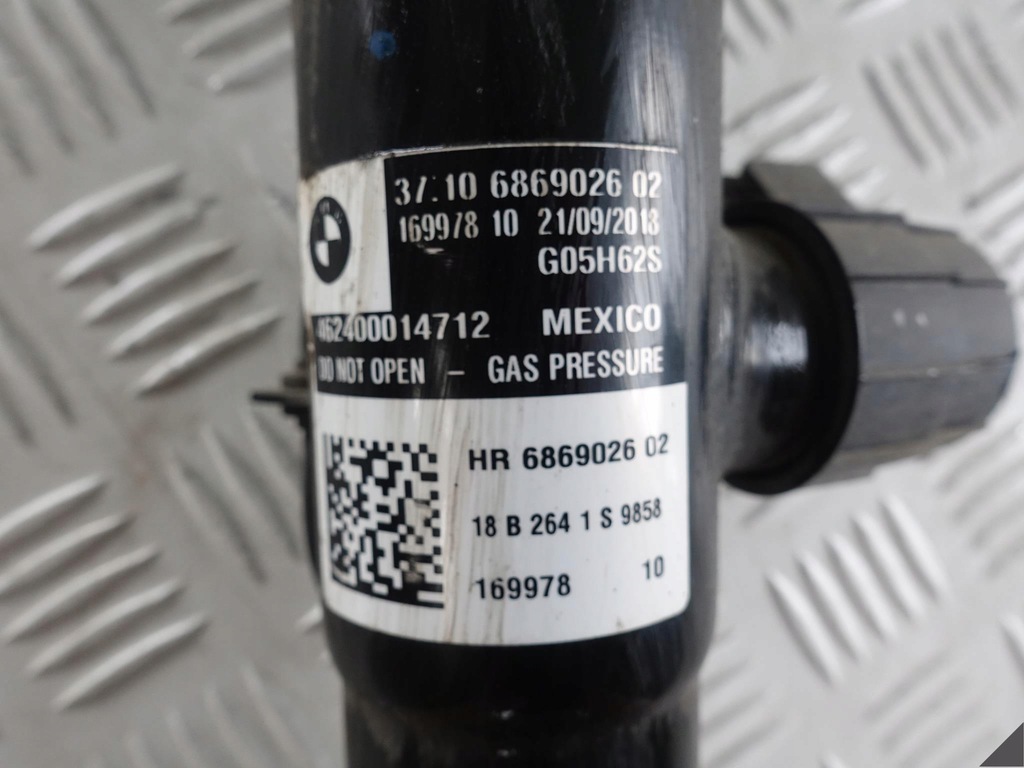 37.10 6869026 02
169978 10 21/09/2018
G05H62S
462400014712 MEXICO
DO NOT OPEN – GAS PRESSURE
HR 6869026 02
18 B 264 1 S 9858
169978 10